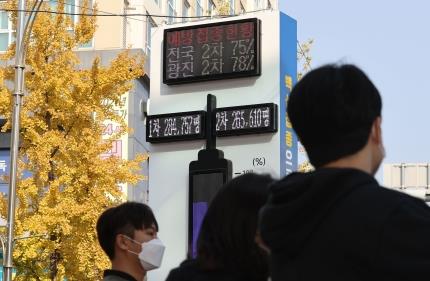 예방접종현황
전국 2차 75%
광진 2차 78%
1차 284,757명 2차 265,610명
(%)